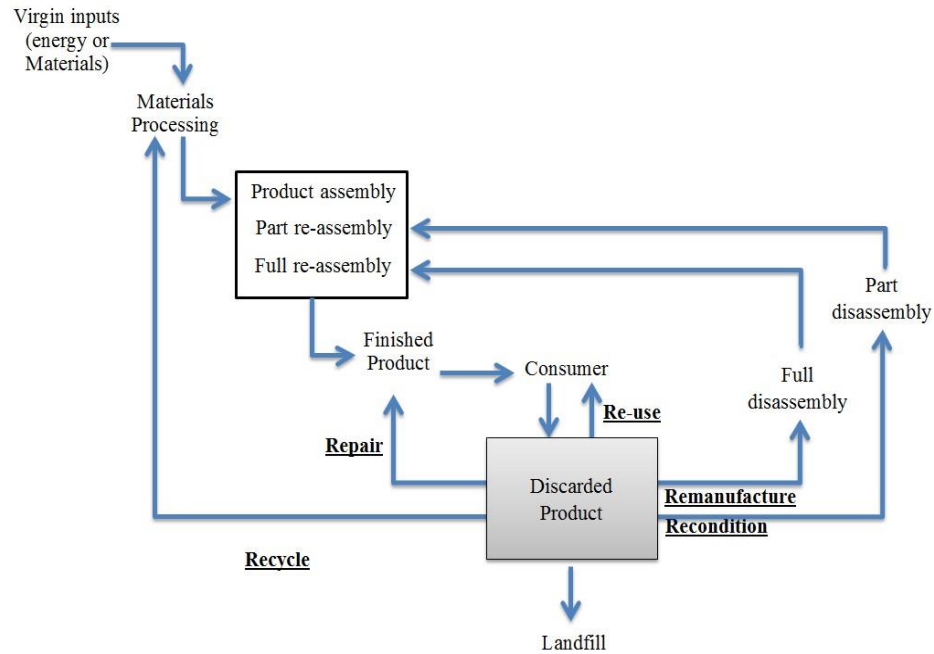 Virgin inputs
(energy or
Materials)
Materials
Processing
Product assembly
Part re-assembly
Full re-assembly
Part
disassembly
Finished
Product
Consumer
Full
disassembly
Re-use
Repair
Discarded
Product
Remanufacture
Recondition
Recycle
Landfill